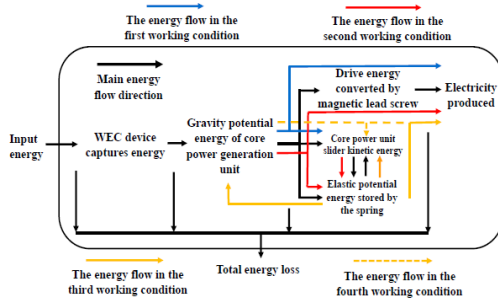 The energy flow in the
first working condition
The energy flow in the
second working condition
Main energy
flow direction
Drive energy
converted by
magnetic lead screw
Electricity
produced
Input
energy
WEC device
captures energy
Gravity potential
energy of core
power generation
unit
Core power unit
slider kinetic energy
Elastic potential
energy stored by
the spring
The energy flow in the
third working condition
Total energy loss
The energy flow in the
fourth working condition